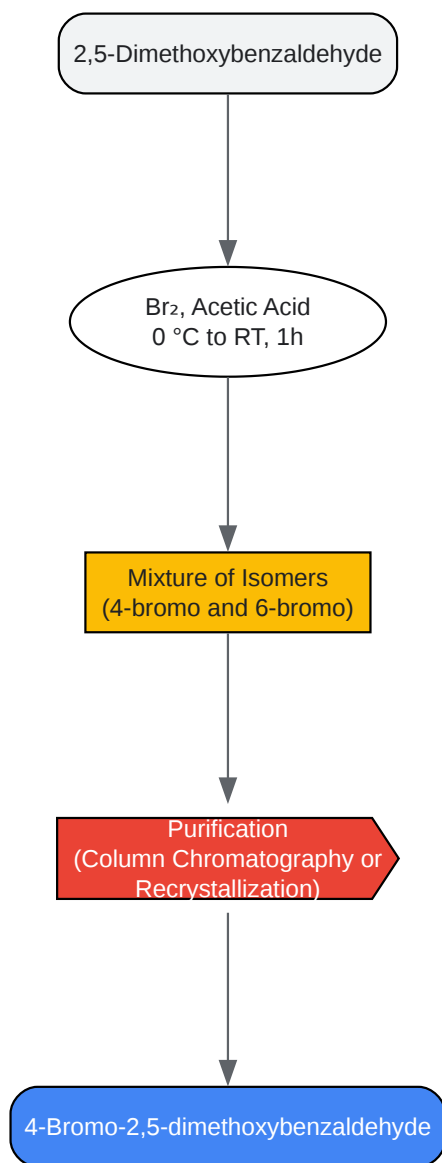 2,5-Dimethoxybenzaldehyde
Br₂, Acetic Acid
0 °C to RT, 1h
Mixture of Isomers
(4-bromo and 6-bromo)
Purification
(Column Chromatography or
Recrystallization)
4-Bromo-2,5-dimethoxybenzaldehyde